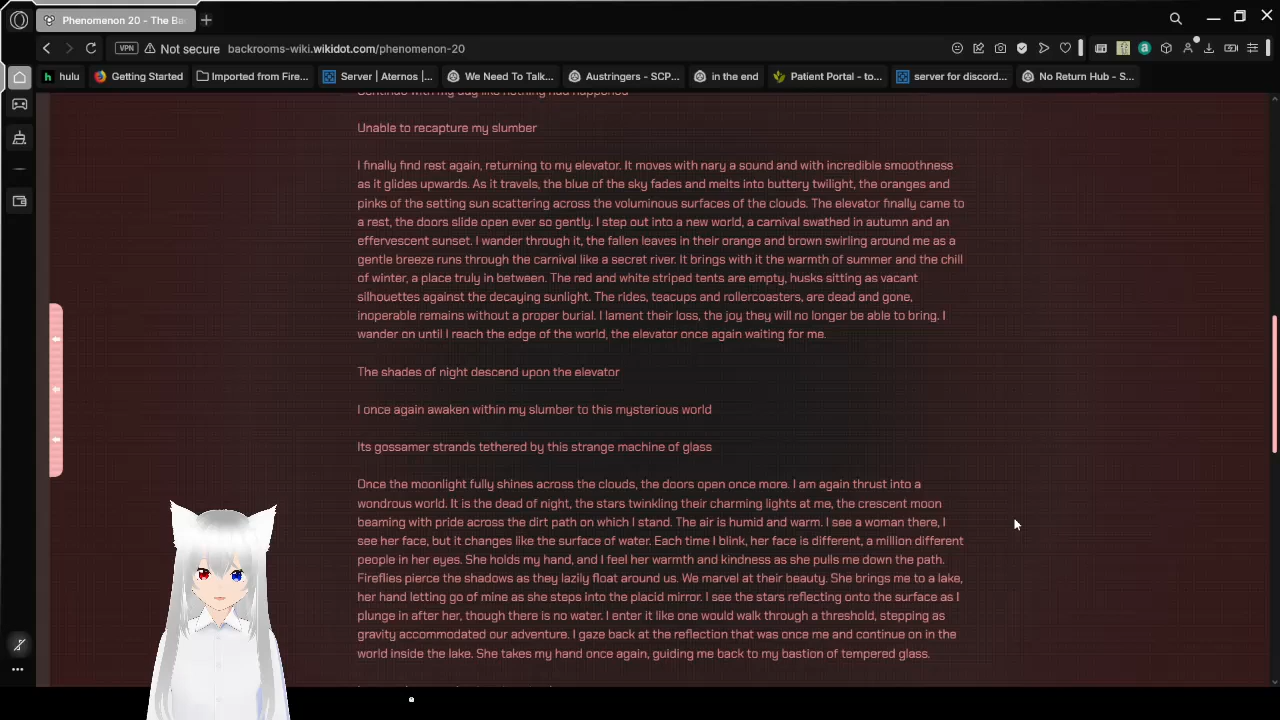 Phenomenon 20 - The Ba
VPN Not secure backrooms-wiki.wikidot.com/phenomenon-20
h hulu Getting Started Imported from Fire... Server | Aternos |... We Need To Talk... Austringers - SCP... in the end Patient Portal - to... server for discord... No Return Hub - S...
Continue with my day like nothing had happened
Unable to recapture my slumber
I finally find rest again, returning to my elevator. It moves with nary a sound and with incredible smoothness
as it glides upwards. As it travels, the blue of the sky fades and melts into buttery twilight, the oranges and
pinks of the setting sun scattering across the voluminous surfaces of the clouds. The elevator finally came to
a rest, the doors slide open ever so gently. I step out into a new world, a carnival swathed in autumn and an
effervescent sunset. I wander through it, the fallen leaves in their orange and brown swirling around me as a
gentle breeze runs through the carnival like a secret river. It brings with it the warmth of summer and the chill
of winter, a place truly in between. The red and white striped tents are empty, husks sitting as vacant
silhouettes against the decaying sunlight. The rides, teacups and rollercoasters, are dead and gone,
inoperable remains without a proper burial. I lament their loss, the joy they will no longer be able to bring. I
wander on until I reach the edge of the world, the elevator once again waiting for me.
The shades of night descend upon the elevator
I once again awaken within my slumber to this mysterious world
Its gossamer strands tethered by this strange machine of glass
Once the moonlight fully shines across the clouds, the doors open once more. I am again thrust into a
wondrous world. It is the dead of night, the stars twinkling their charming lights at me, the crescent moon
beaming with pride across the dirt path on which I stand. The air is humid and warm. I see a woman there, I
see her face, but it changes like the surface of water. Each time I blink, her face is different, a million different
people in her eyes. She holds my hand, and I feel her warmth and kindness as she pulls me down the path.
Fireflies pierce the shadows as they lazily float around us. We marvel at their beauty. She brings me to a lake,
her hand letting go of mine as she steps into the placid mirror. I see the stars reflecting onto the surface as I
plunge in after her, though there is no water. I enter it like one would walk through a threshold, stepping as
gravity accommodated our adventure. I gaze back at the reflection that was once me and continue on in the
world inside the lake. She takes my hand once again, guiding me back to my bastion of tempered glass.